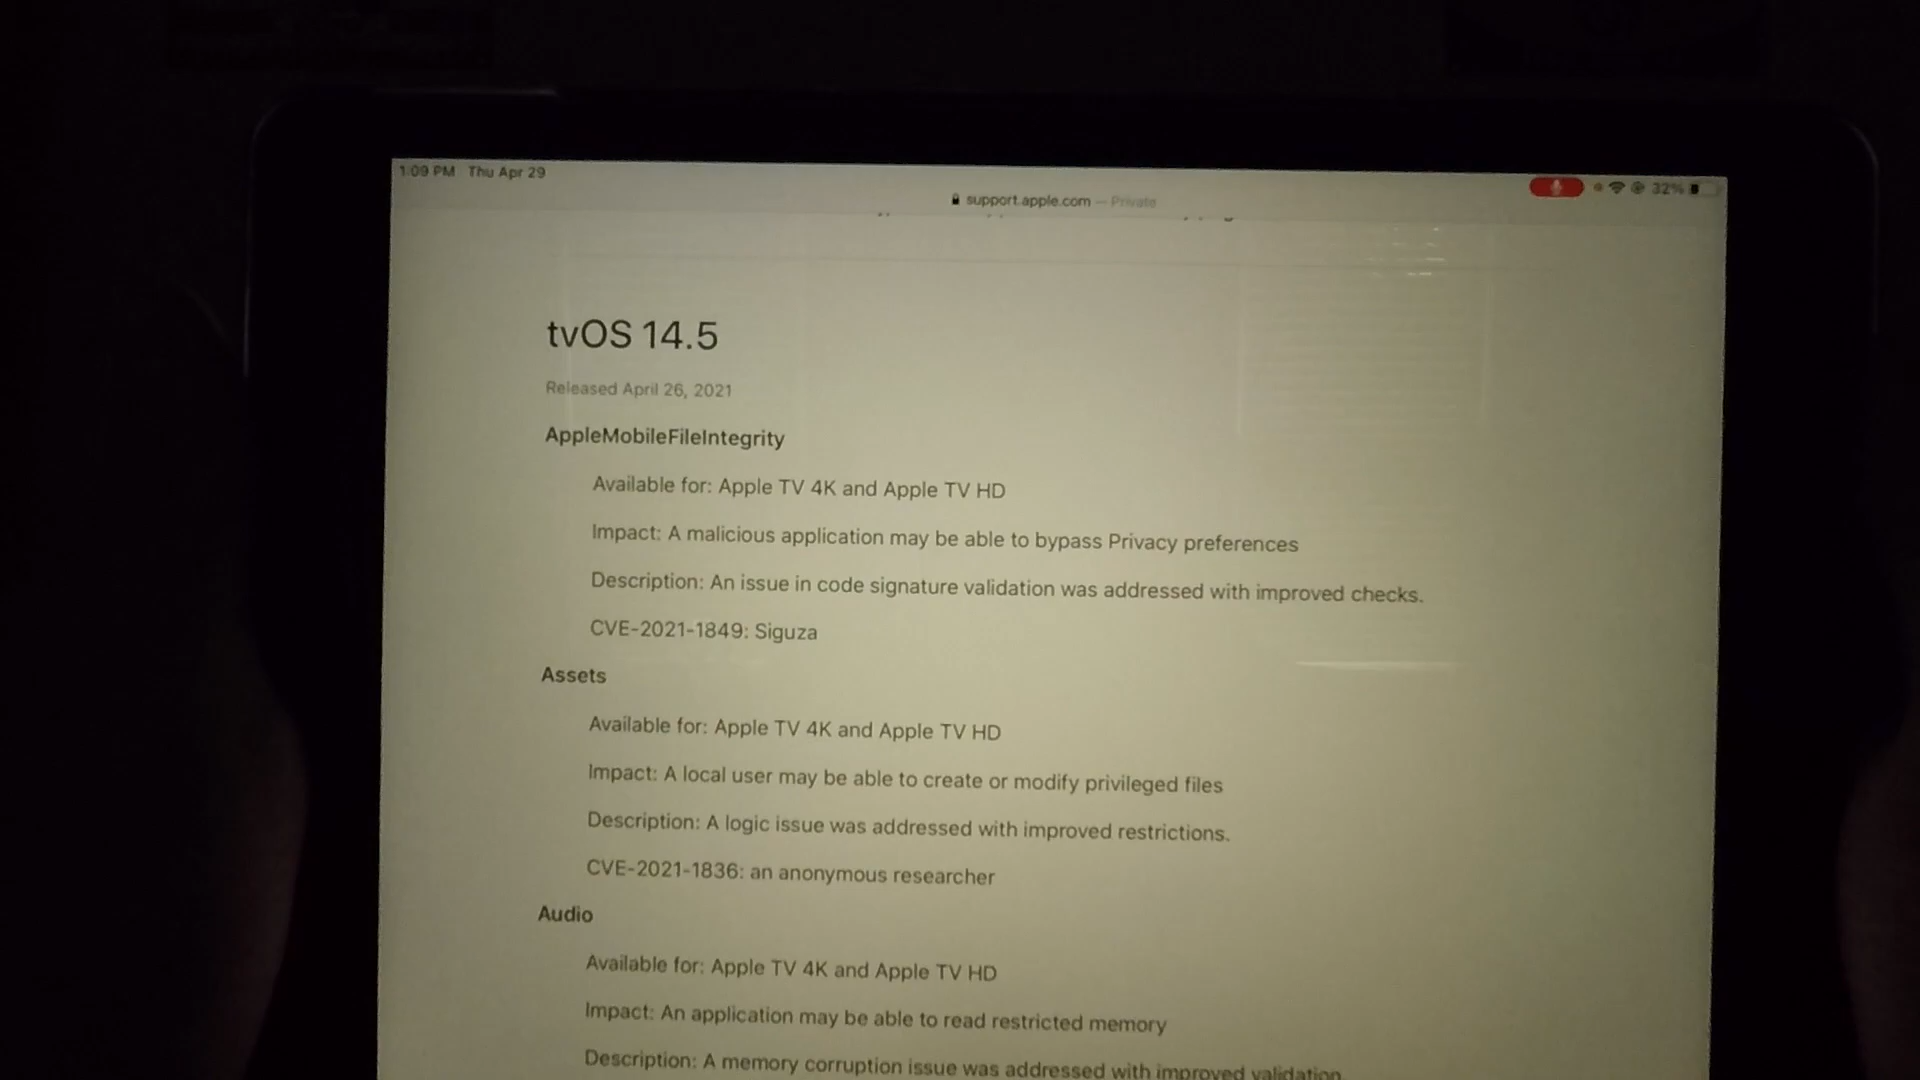 1:09 PM Thu Apr 29
32%
support.apple.com — Private
tvOS 14.5
Released April 26, 2021
AppleMobileFileIntegrity
Available for: Apple TV 4K and Apple TV HD
Impact: A malicious application may be able to bypass Privacy preferences
Description: An issue in code signature validation was addressed with improved checks.
CVE-2021-1849: Siguza
Assets
Available for: Apple TV 4K and Apple TV HD
Impact: A local user may be able to create or modify privileged files
Description: A logic issue was addressed with improved restrictions.
CVE-2021-1836: an anonymous researcher
Audio
Available for: Apple TV 4K and Apple TV HD
Impact: An application may be able to read restricted memory
Description: A memory corruption issue was addressed with improved validation.